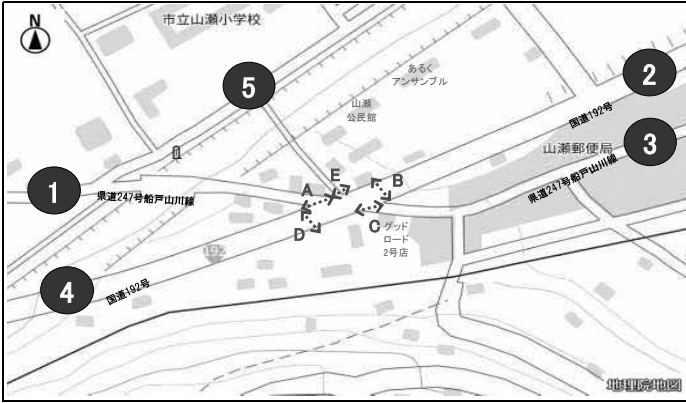 N
市立山瀬小学校
5
2
あるく
アンサンブル
山瀬
公民館
国道192号
山瀬郵便局
3
1
県道247号船戸山川線
県道247号船戸山川線
E
A
B
C
D
グッド
ロード
2号店
192
4
国道192号
地理院地図